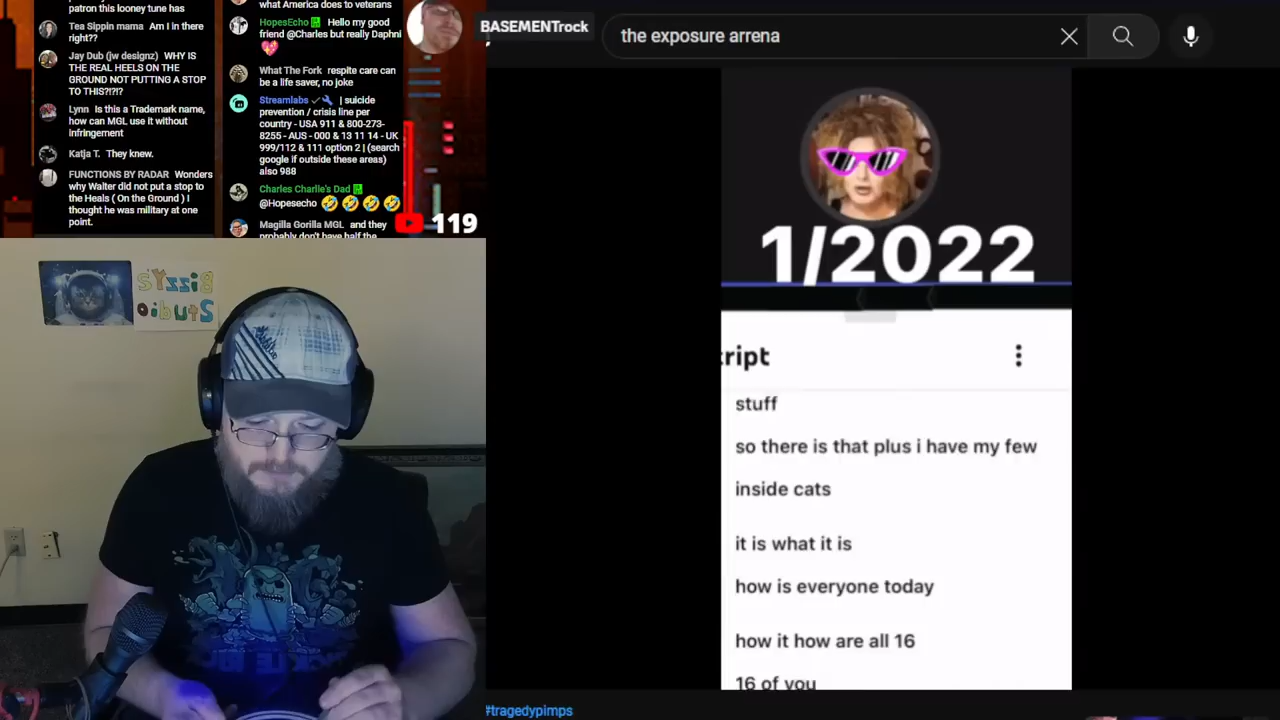 patron this looney tune has
Tea Sippin mama Am I in there
right??
Jay Dub (jw designz) WHY IS
THE REAL HEELS ON THE
GROUND NOT PUTTING A STOP
TO THIS?!?!?
Lynn Is this a Trademark name,
how can MGL use it without
infringement
Katja T. They knew.
FUNCTIONS BY RADAR Wonders
why Walter did not put a stop to
the Heals ( On the Ground ) I
thought he was military at one
point.
what America does to veterans
HopesEcho Hello my good
friend @Charles but really Daphni
What The Fork respite care can
be a life saver, no joke
Streamlabs | suicide
prevention / crisis line per
country - USA 911 & 800-273-
8255 - AUS - 000 & 13 11 14 - UK
999/112 & 111 option 2 | (search
google if outside these areas)
also 988
Charles Charlie's Dad
@Hopesecho
Magilla Gorilla MGL and they
probably don't have half the
119
BASEMENTrock
the exposure arrena
1/2022
cript
stuff
so there is that plus i have my few
inside cats
it is what it is
how is everyone today
how it how are all 16
16 of you
#tragedypimps
BizzYs
StubiO